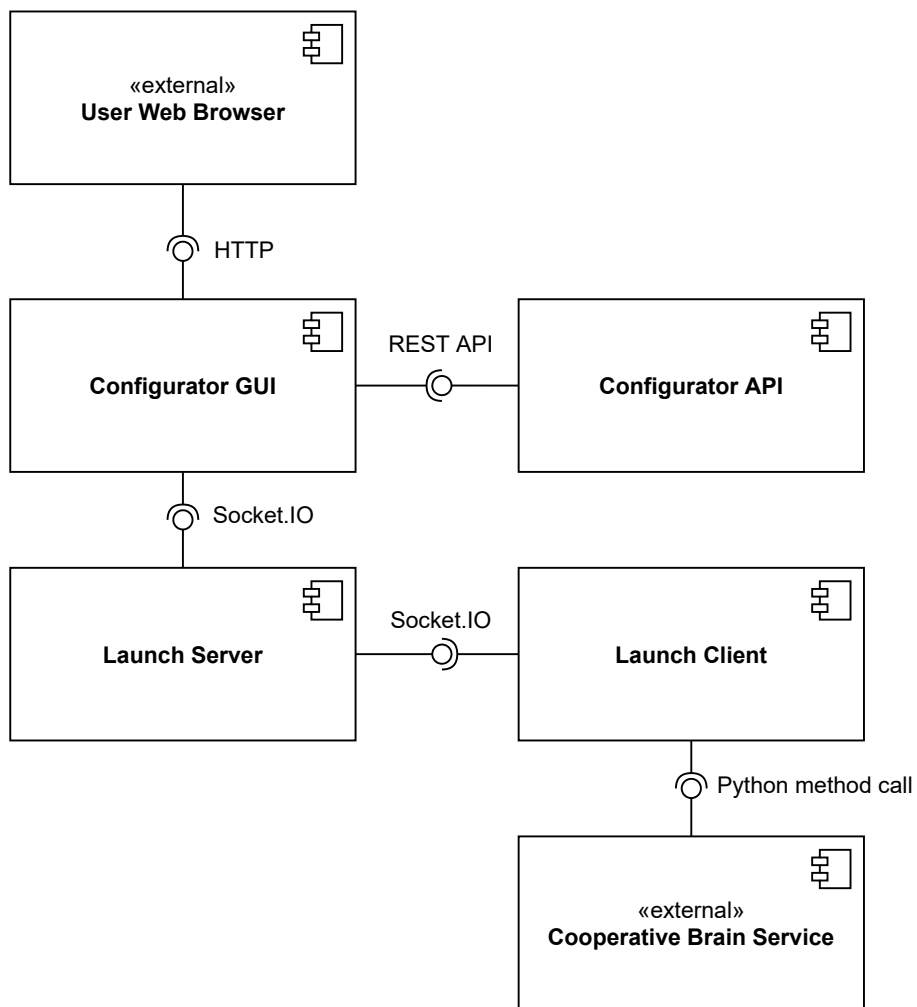 «external»
User Web Browser
HTTP
REST API
Configurator GUI
Configurator API
Socket.IO
Socket.IO
Launch Server
Launch Client
Python method call
«external»
Cooperative Brain Service